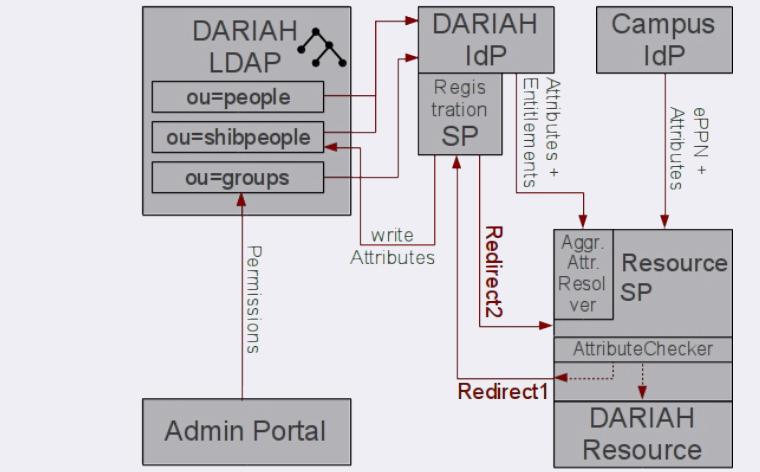 DARIAH
LDAP
ou=people
ou=shibpeople
ou=groups
DARIAH
IdP
Regis
tration
SP
Campus
IdP
Attributes +
Entitlements
ePPN +
Attributes
write
Attributes
Redirect2
Permissions
Aggr.
Attr.
Resol
ver
Resource
SP
AttributeChecker
Redirect1
DARIAH
Resource
Admin Portal